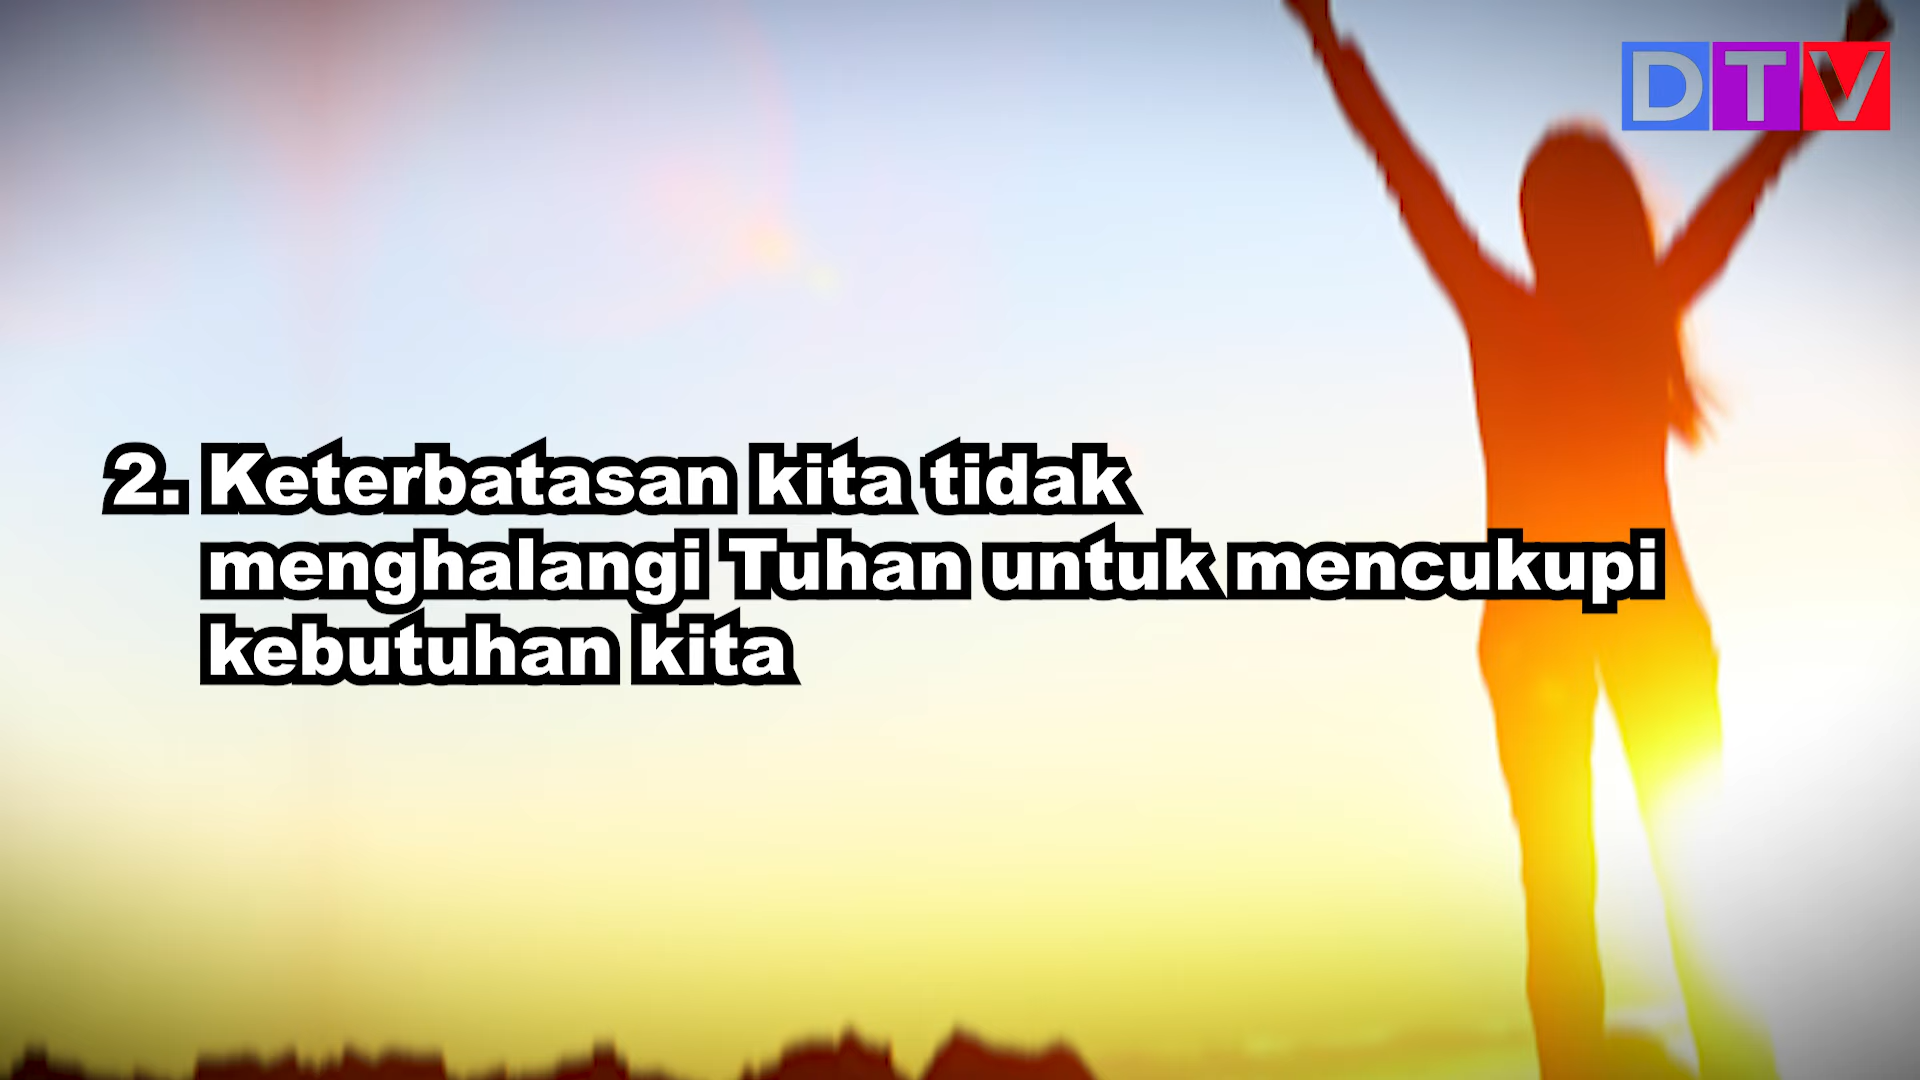 DTV
2. Keterbatasan kita tidak
menghalangi Tuhan untuk mencukupi
kebutuhan kita